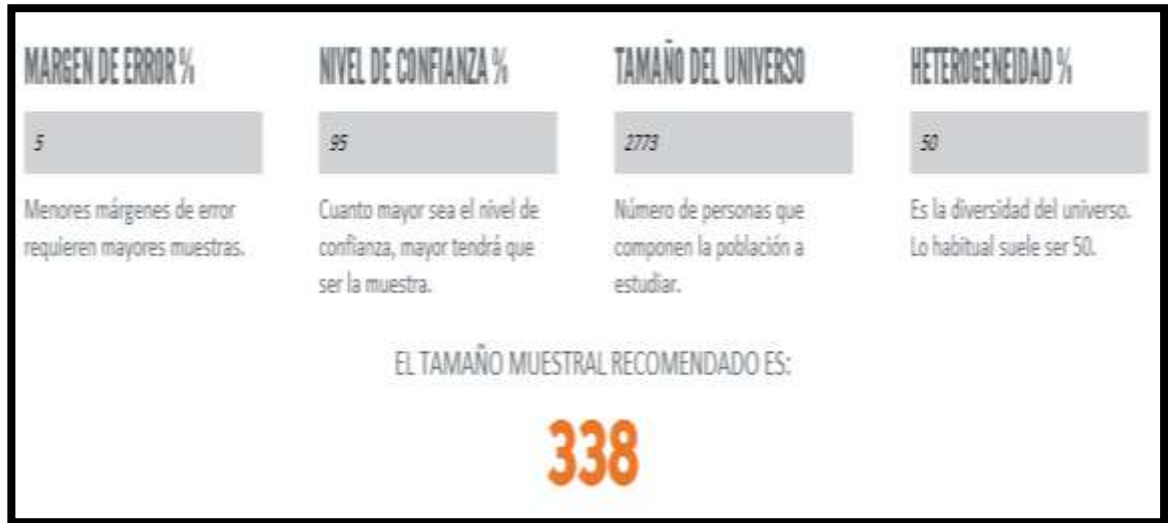 MARGEN DE ERROR %
5
Menores márgenes de error
requieren mayores muestras.
NIVEL DE CONFIANZA %
95
Cuanto mayor sea el nivel de
confianza, mayor tendrá que
ser la muestra.
TAMAÑO DEL UNIVERSO
2773
Número de personas que
componen la población a
estudiar.
HETEROGENEIDAD %
50
Es la diversidad del universo.
Lo habitual suele ser 50.
EL TAMAÑO MUESTRAL RECOMENDADO ES:
338